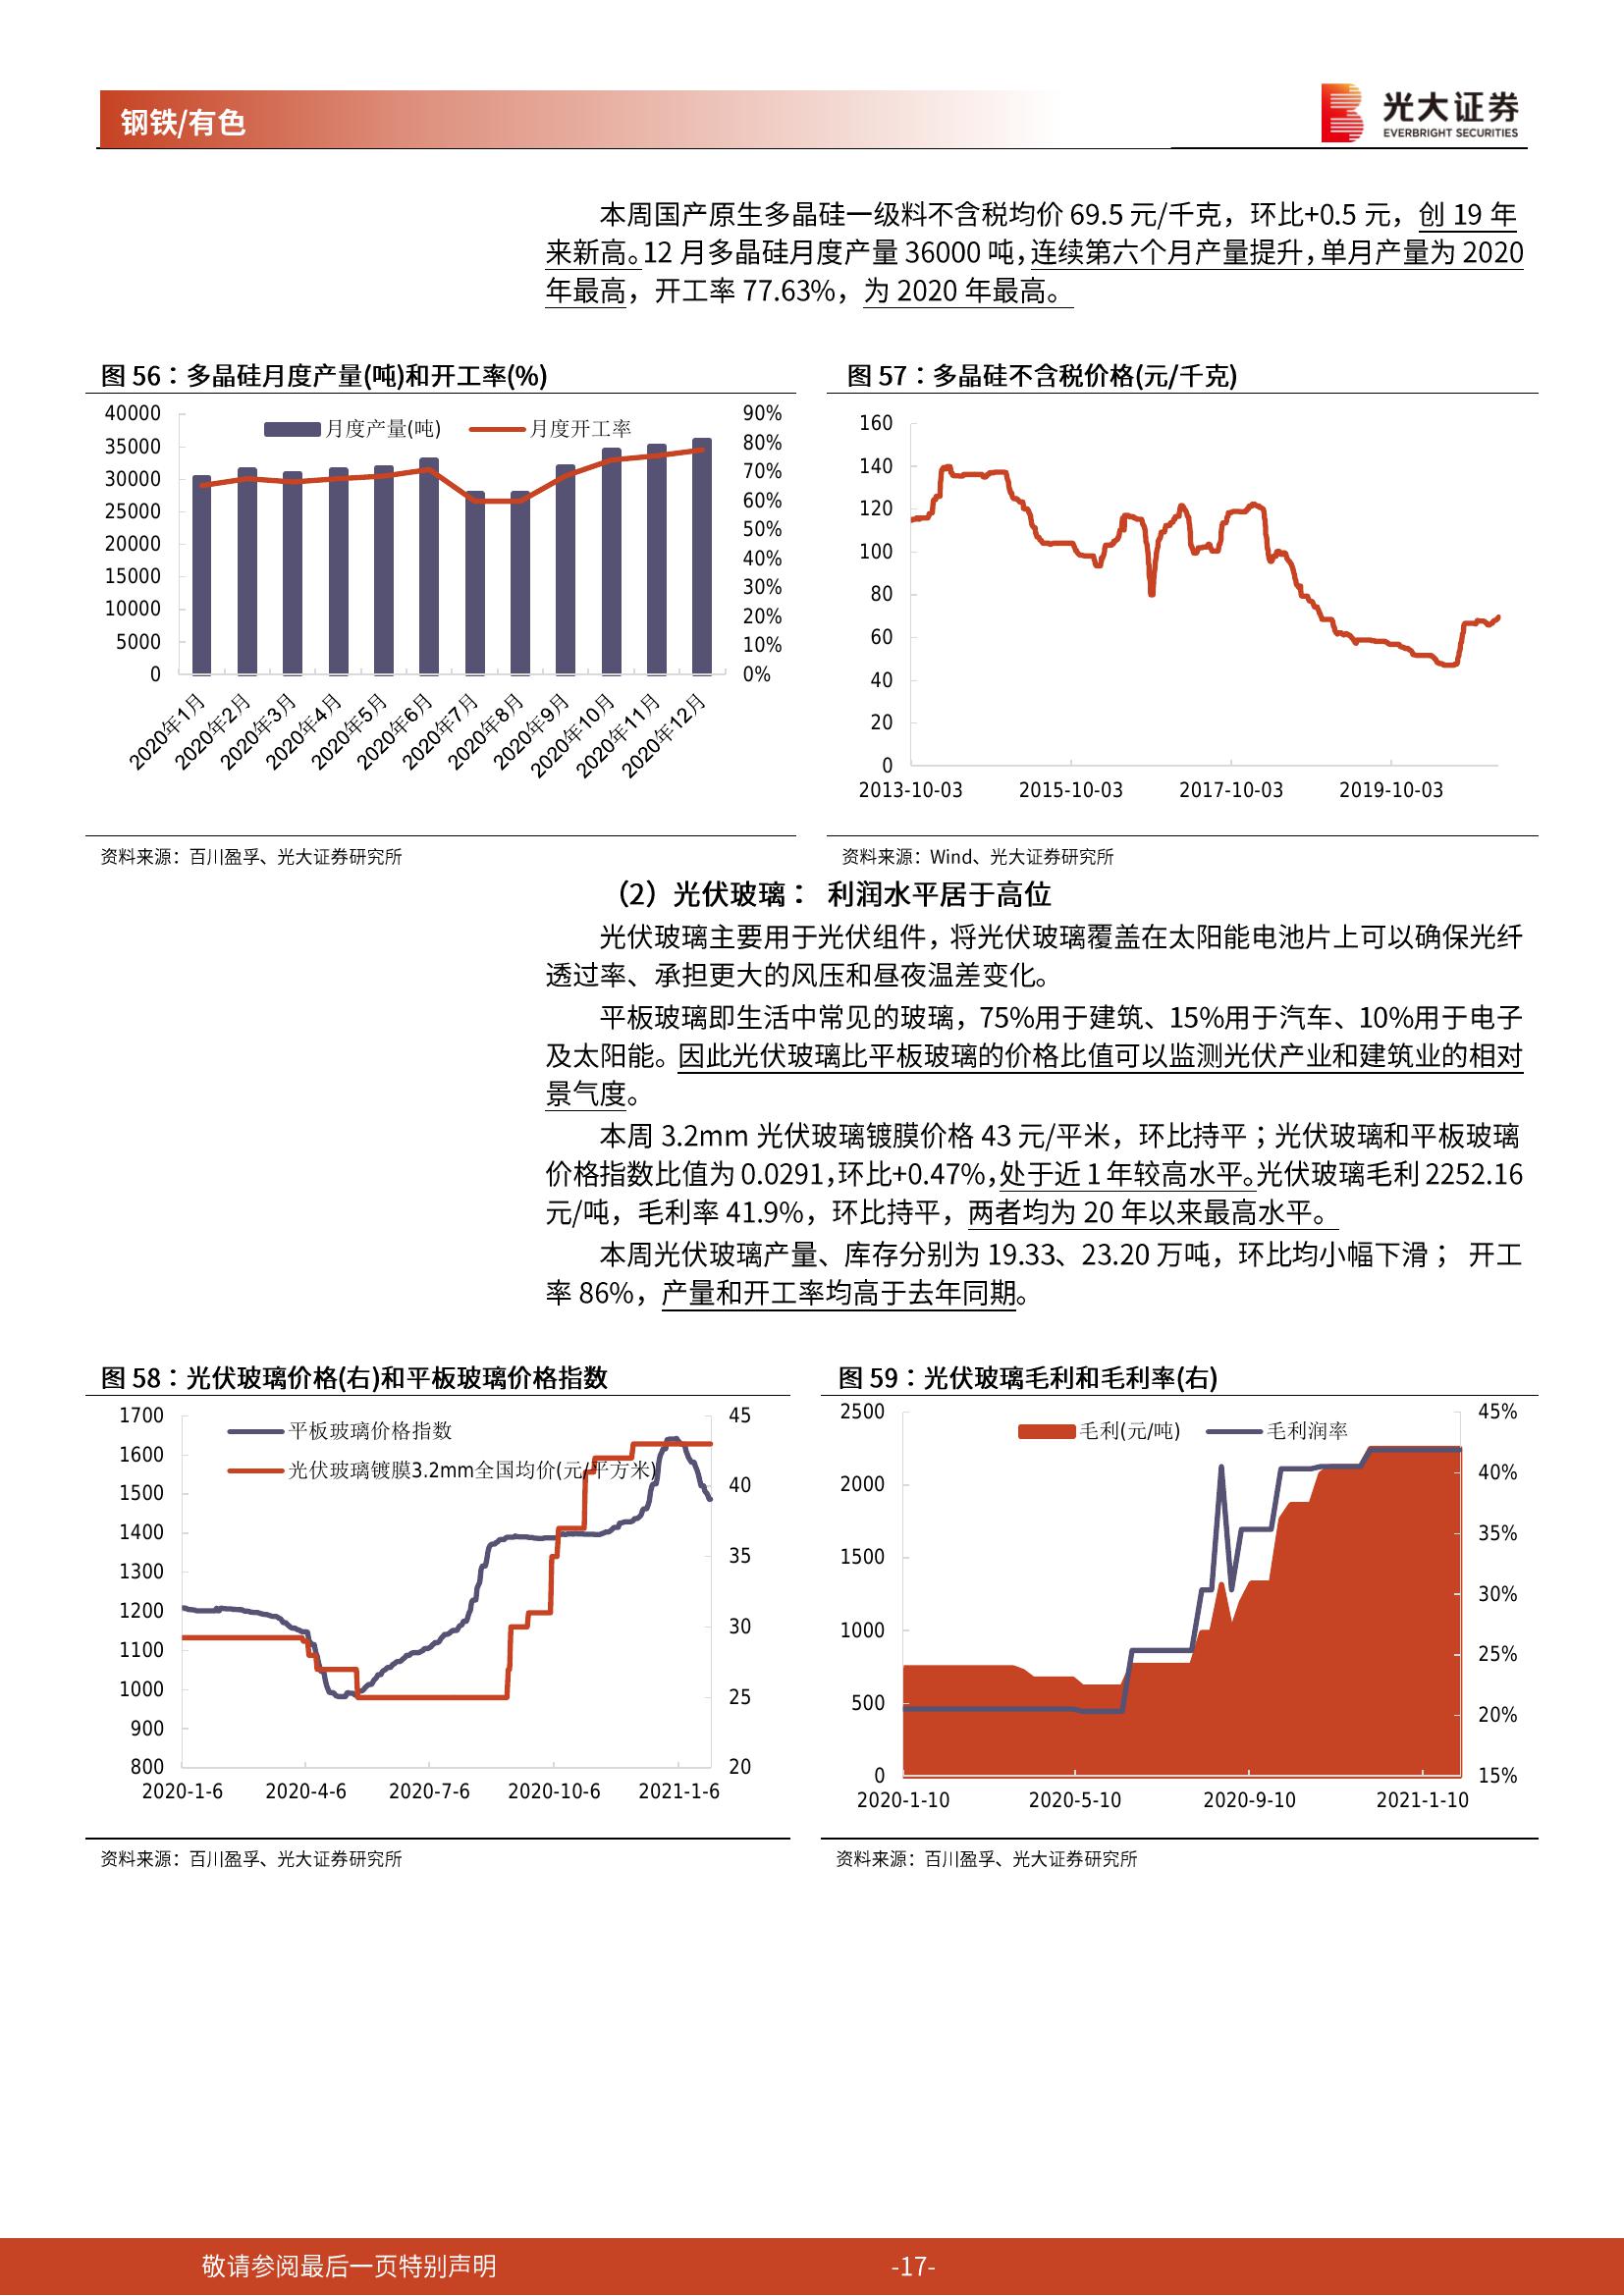 钢铁/有色
光大证券
EVERBRIGHT SECURITIES
本周国产原生多晶硅一级料不含税均价 69.5 元/千克，环比+0.5 元，创 19 年
来新高。12 月多晶硅月度产量 36000 吨，连续第六个月产量提升，单月产量为 2020
年最高，开工率 77.63%，为 2020 年最高。
图 56：多晶硅月度产量(吨)和开工率(%)
月度产量(吨) 月度开工率
40000
35000
30000
25000
20000
15000
10000
5000
0
90%
80%
70%
60%
50%
40%
30%
20%
10%
0%
2020年1月 2020年2月 2020年3月 2020年4月 2020年5月 2020年6月 2020年7月 2020年8月 2020年9月 2020年10月 2020年11月 2020年12月
资料来源：百川盈孚、光大证券研究所
图 57：多晶硅不含税价格(元/千克)
160
140
120
100
80
60
40
20
0
2013-10-03 2015-10-03 2017-10-03 2019-10-03
资料来源：Wind、光大证券研究所
（2）光伏玻璃： 利润水平居于高位
光伏玻璃主要用于光伏组件，将光伏玻璃覆盖在太阳能电池片上可以确保光纤
透过率、承担更大的风压和昼夜温差变化。
平板玻璃即生活中常见的玻璃，75%用于建筑、15%用于汽车、10%用于电子
及太阳能。因此光伏玻璃比平板玻璃的价格比值可以监测光伏产业和建筑业的相对
景气度。
本周 3.2mm 光伏玻璃镀膜价格 43 元/平米，环比持平；光伏玻璃和平板玻璃
价格指数比值为 0.0291，环比+0.47%，处于近 1 年较高水平。光伏玻璃毛利 2252.16
元/吨，毛利率 41.9%，环比持平，两者均为 20 年以来最高水平。
本周光伏玻璃产量、库存分别为 19.33、23.20 万吨，环比均小幅下滑； 开工
率 86%，产量和开工率均高于去年同期。
图 58：光伏玻璃价格(右)和平板玻璃价格指数
平板玻璃价格指数
光伏玻璃镀膜3.2mm全国均价(元/平方米)
1700
1600
1500
1400
1300
1200
1100
1000
900
800
45
40
35
30
25
20
2020-1-6 2020-4-6 2020-7-6 2020-10-6 2021-1-6
资料来源：百川盈孚、光大证券研究所
图 59：光伏玻璃毛利和毛利率(右)
毛利(元/吨) 毛利润率
2500
2000
1500
1000
500
0
45%
40%
35%
30%
25%
20%
15%
2020-1-10 2020-5-10 2020-9-10 2021-1-10
资料来源：百川盈孚、光大证券研究所
敬请参阅最后一页特别声明
-17-